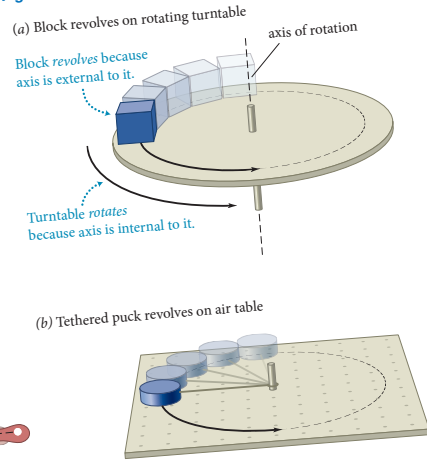 (a) Block revolves on rotating turntable
axis of rotation
Block revolves because
axis is external to it.
Turntable rotates
because axis is internal to it.
(b) Tethered puck revolves on air table